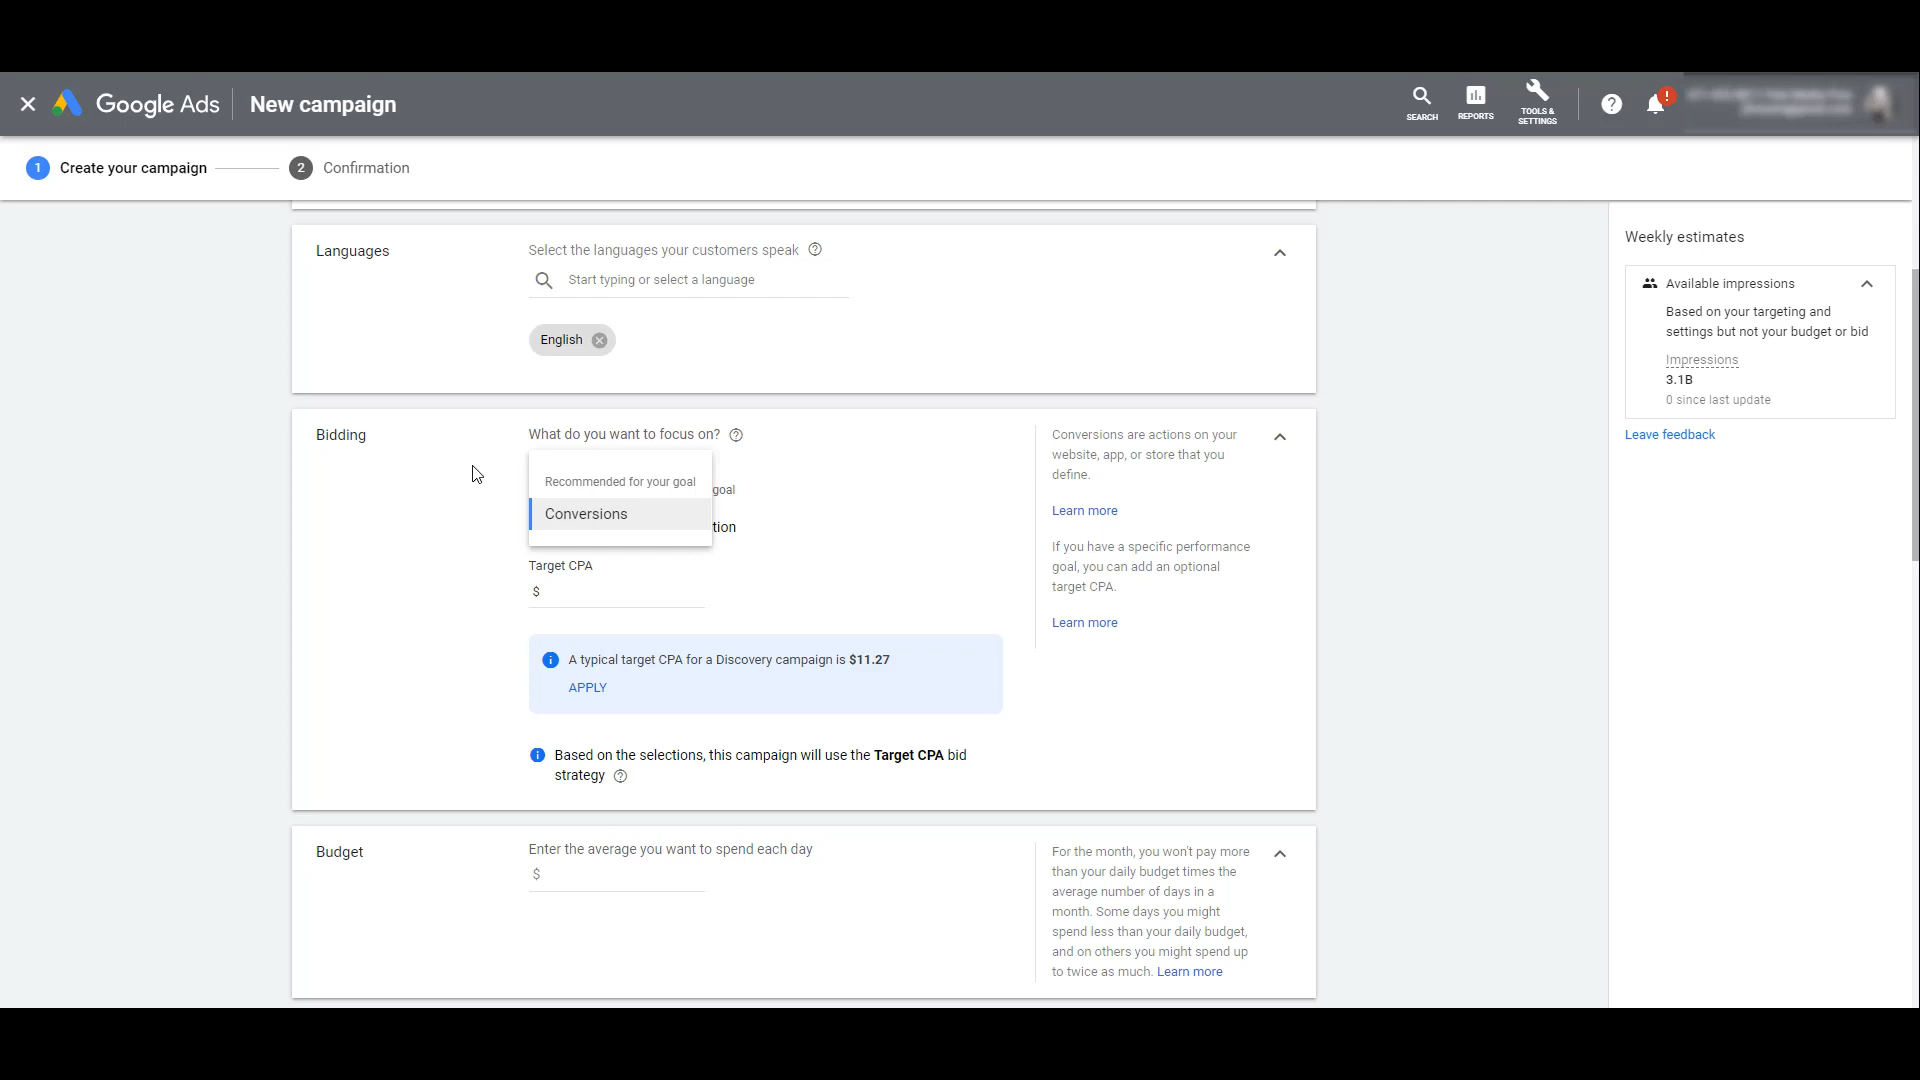 Google Ads
New campaign
SEARCH
REPORTS
TOOLS &
SETTINGS
!
1 Create your campaign
2 Confirmation
Languages
Select the languages your customers speak
Start typing or select a language
English
Bidding
What do you want to focus on?
Recommended for your goal
goal
Conversions
tion
Target CPA
$
A typical target CPA for a Discovery campaign is $11.27
APPLY
Based on the selections, this campaign will use the Target CPA bid
strategy
Conversions are actions on your
website, app, or store that you
define.
Learn more
If you have a specific performance
goal, you can add an optional
target CPA.
Learn more
Budget
Enter the average you want to spend each day
$
For the month, you won't pay more
than your daily budget times the
average number of days in a
month. Some days you might
spend less than your daily budget,
and on others you might spend up
to twice as much. Learn more
Weekly estimates
Available impressions
Based on your targeting and
settings but not your budget or bid
Impressions
3.1B
0 since last update
Leave feedback